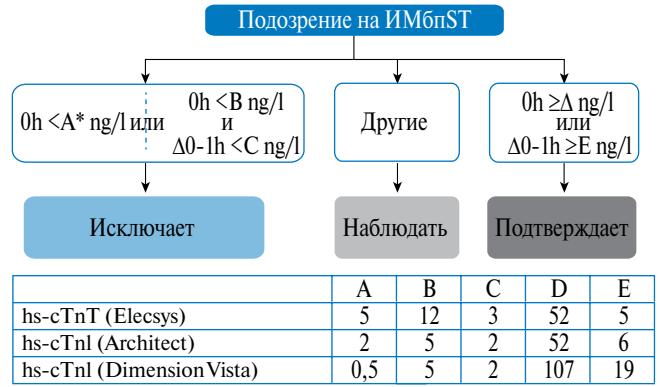 Подозрение на ИМбпST
0h <A* ng/l или
0h <B ng/l
и
Δ0-1h <C ng/l
Другие
0h ≥Δ ng/l
или
Δ0-1h ≥E ng/l
Исключает
Наблюдать
Подтверждает
A B C D E
hs-cTnT (Elecsys) 5 12 3 52 5
hs-cTnl (Architect) 2 5 2 52 6
hs-cTnl (Dimension Vista) 0,5 5 2 107 19